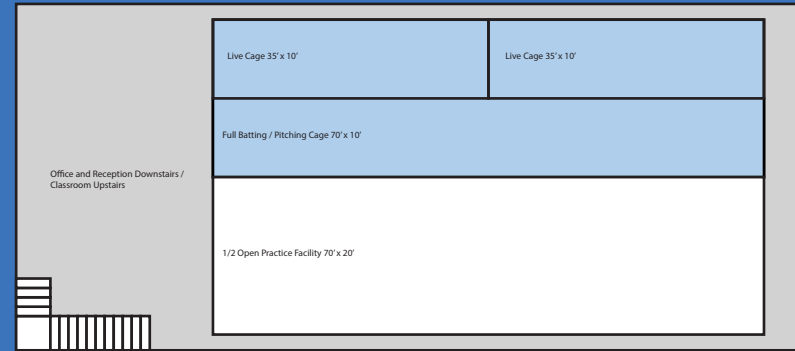 Live Cage 35' x 10'
Live Cage 35' x 10'
Full Batting / Pitching Cage 70' x 10'
Office and Reception Downstairs /
Classroom Upstairs
1/2 Open Practice Facility 70' x 20'